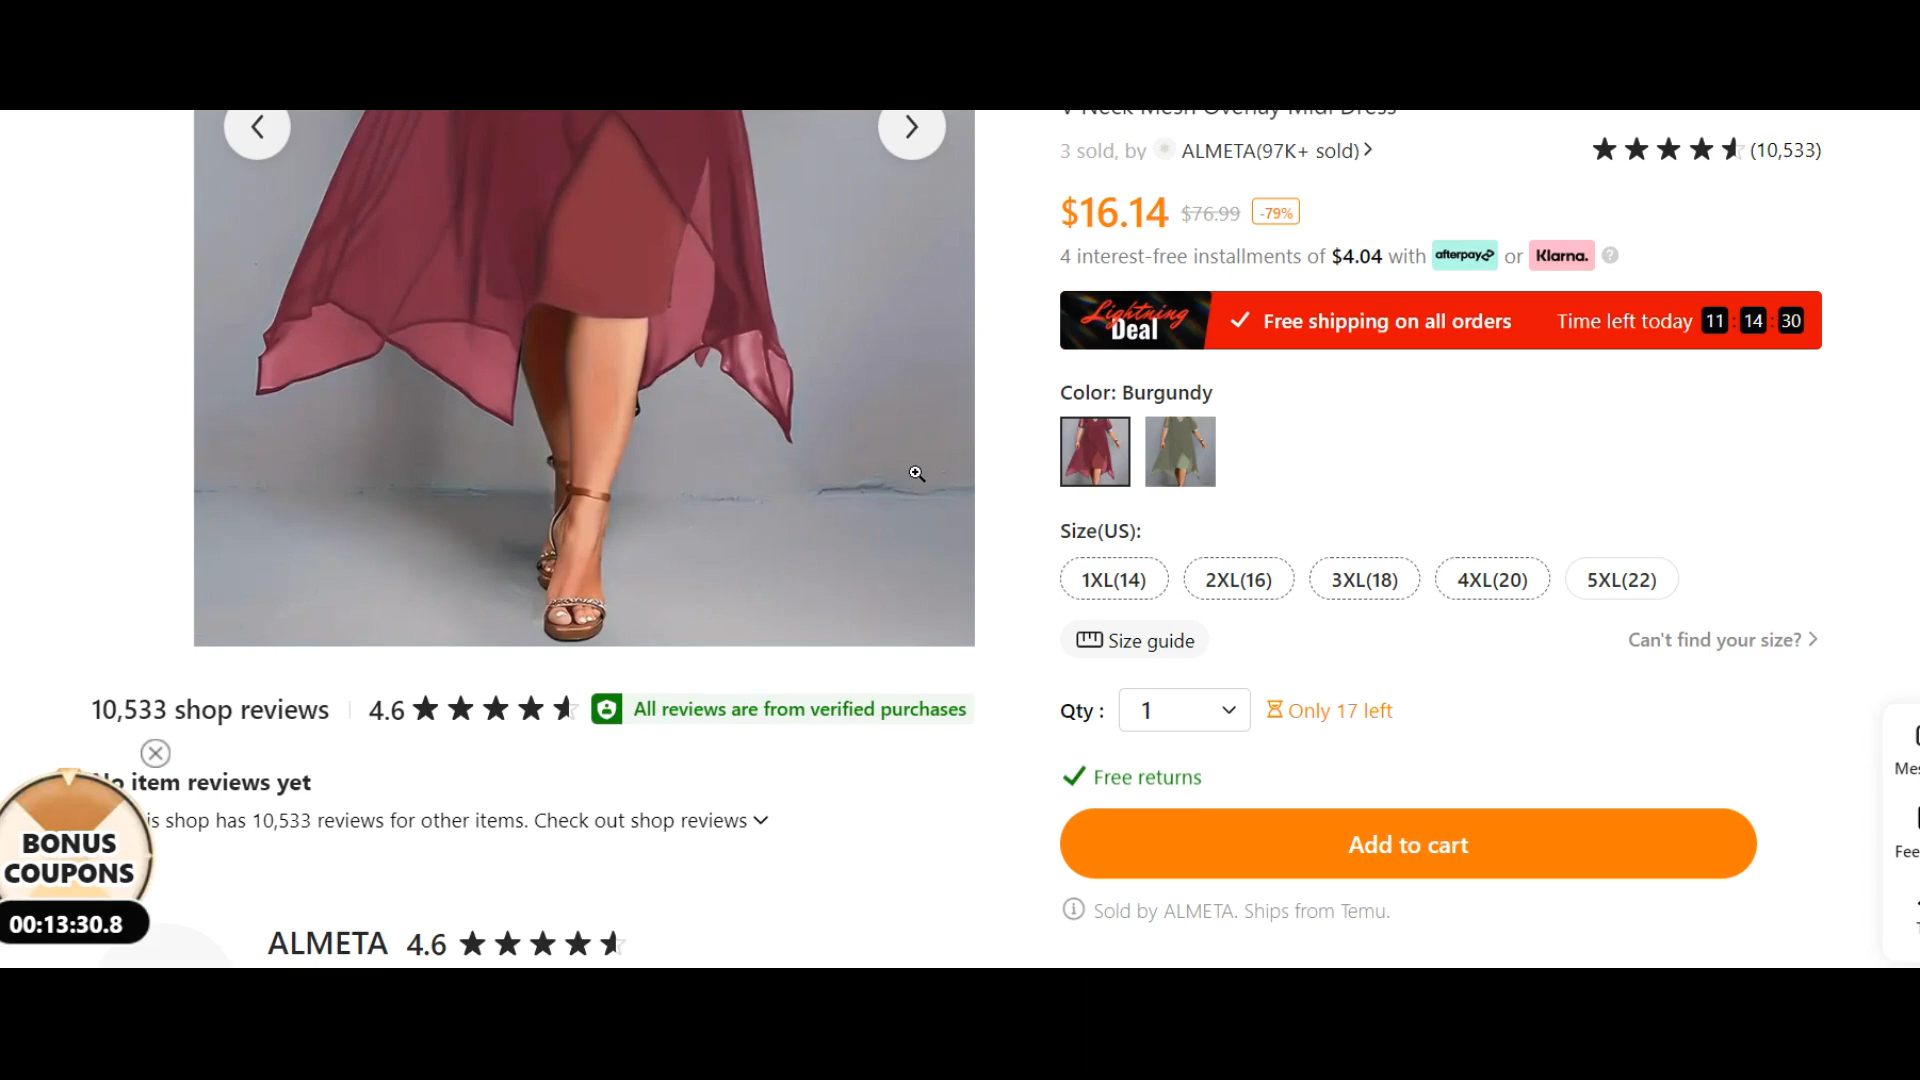 V Neck Mesh Overlay Midi Dress
3 sold, by ALMETA(97K+ sold)
(10,533)
$16.14 $76.99 -79%
4 interest-free installments of $4.04 with afterpay or Klarna. ?
Lightning Deal
Free shipping on all orders
Time left today 11 : 14 : 30
Color: Burgundy
Size(US):
1XL(14) 2XL(16) 3XL(18) 4XL(20) 5XL(22)
Size guide
Can't find your size?
Qty : 1
Only 17 left
Free returns
Add to cart
Sold by ALMETA. Ships from Temu.
10,533 shop reviews
4.6
All reviews are from verified purchases
item reviews yet
is shop has 10,533 reviews for other items. Check out shop reviews
BONUS
COUPONS
00:13:30.8
ALMETA 4.6